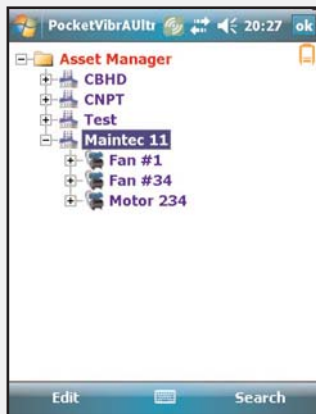 PocketVibrAUltr 20:27 ok
Asset Manager
CBHD
CNPT
Test
Maintec 11
Fan #1
Fan #34
Motor 234
Edit Search